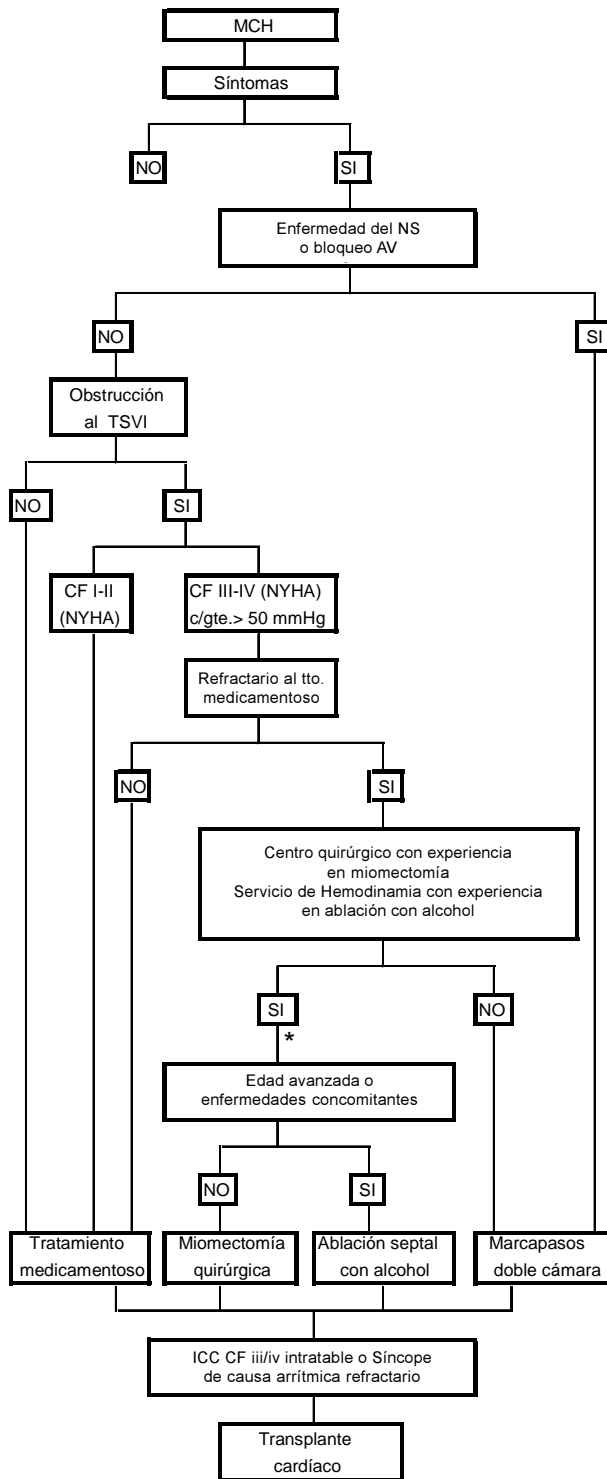 MCH
Síntomas
NO
SI
Enfermedad del NS
o bloqueo AV
NO
SI
Obstrucción
al TSVI
NO
SI
CF I-II
(NYHA)
CF III-IV (NYHA)
c/gte.> 50 mmHg
Refractario al tto.
medicamentoso
NO
SI
Centro quirúrgico con experiencia
en miomectomía
Servicio de Hemodinamia con experiencia
en ablación con alcohol
SI
NO
*
Edad avanzada o
enfermedades concomitantes
NO
SI
Tratamiento
medicamentoso
Miomectomía
quirúrgica
Ablación septal
con alcohol
Marcapasos
doble cámara
ICC CF iii/iv intratable o Síncope
de causa arrítmica refractario
Transplante
cardíaco